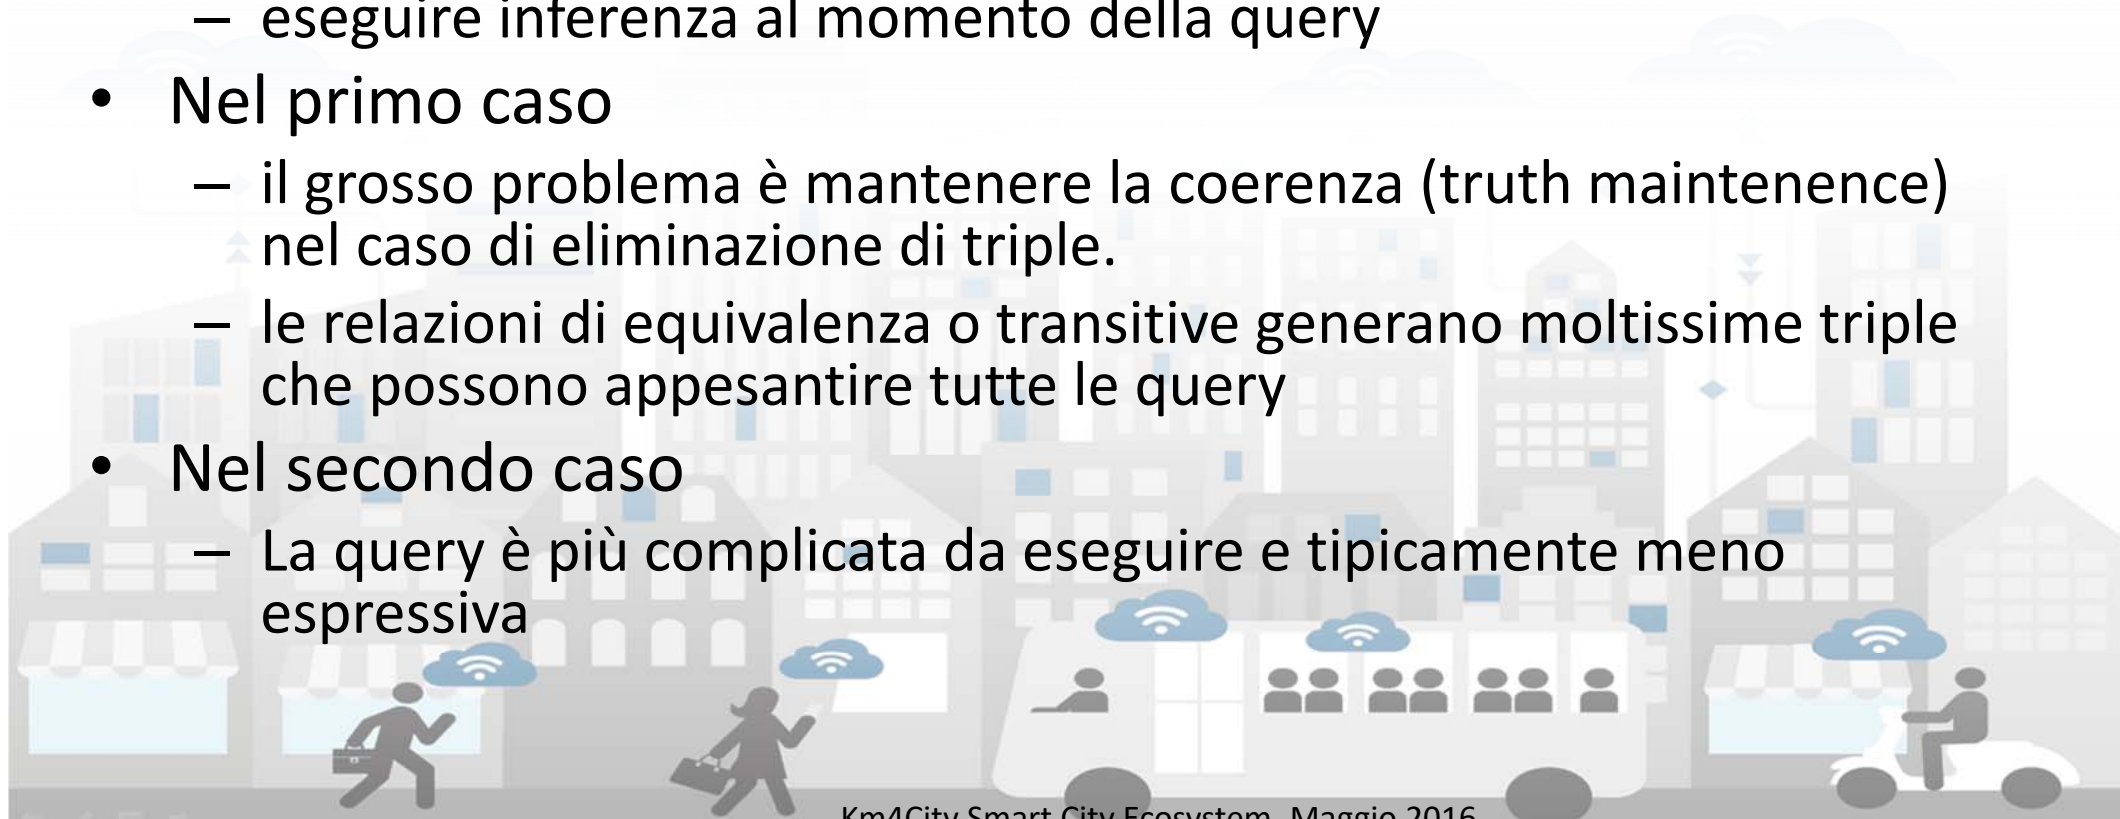 – eseguire inferenza al momento della query
• Nel primo caso
– il grosso problema è mantenere la coerenza (truth maintenence)
nel caso di eliminazione di triple.
– le relazioni di equivalenza o transitive generano moltissime triple
che possono appesantire tutte le query
• Nel secondo caso
– La query è più complicata da eseguire e tipicamente meno
espressiva
Km4City Smart City Ecosystem, Maggio 2016